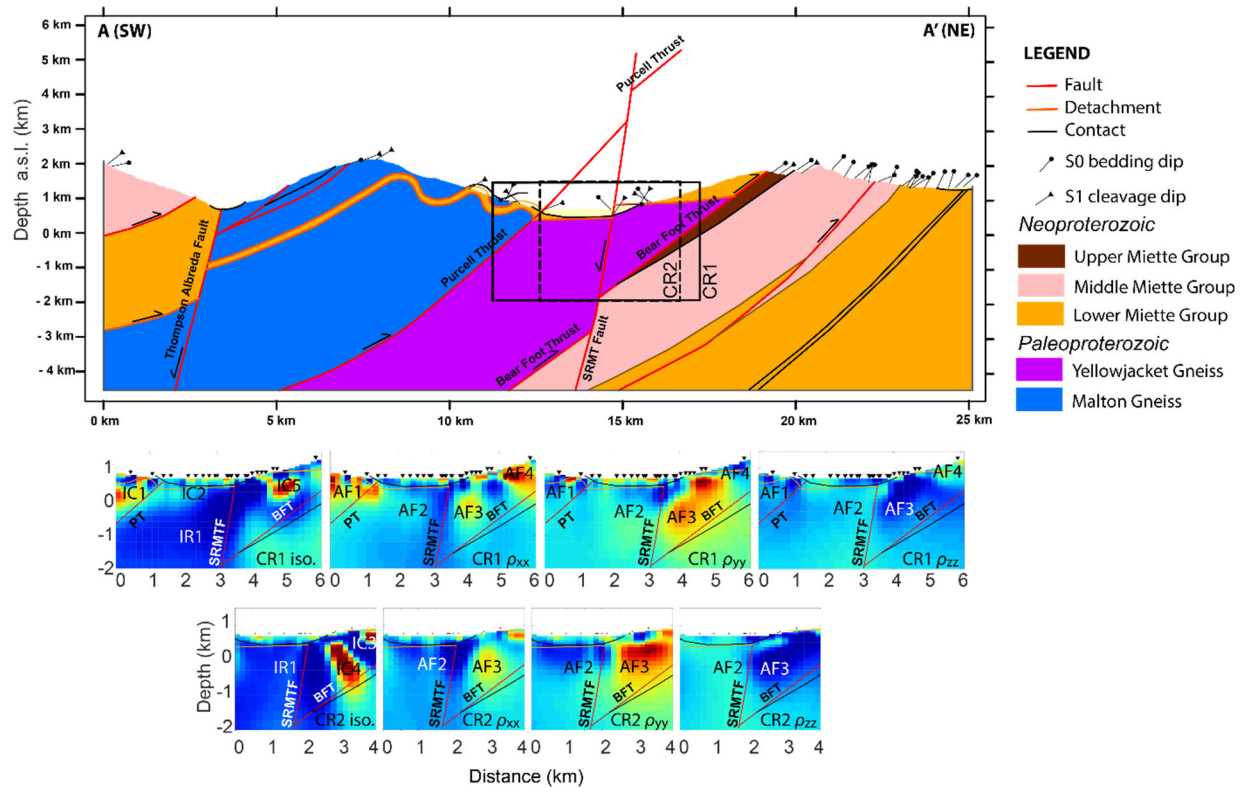 6 km
A (SW)
A' (NE)
5 km
4 km
3 km
2 km
1 km
0 km
- 1 km
- 2 km
- 3 km
- 4 km
Depth a.s.l. (km)
Purcell Thrust
Thompson Albreda Fault
Purcell Thrust
Bear Foot Thrust
Bear Foot Thrust
SRMT Fault
CR2
CR1
0 km
5 km
10 km
15 km
20 km
25 km
LEGEND
Fault
Detachment
Contact
S0 bedding dip
S1 cleavage dip
Neoproterozoic
Upper Miette Group
Middle Miette Group
Lower Miette Group
Paleoproterozoic
Yellowjacket Gneiss
Malton Gneiss
1
0
-1
-2
IC1
IC2
IC5
PT
IR1
SRMTF
BFT
CR1 iso.
0 1 2 3 4 5 6
AF1
AF4
AF2
AF3
PT
SRMTF
BFT
CR1 ρxx
0 1 2 3 4 5 6
AF1
AF4
AF2
AF3
PT
SRMTF
BFT
CR1 ρyy
0 1 2 3 4 5 6
AF1
AF4
AF2
AF3
PT
SRMTF
BFT
CR1 ρzz
0 1 2 3 4 5 6
Depth (km)
1
0
-1
-2
IC3
IR1
IC4
SRMTF
BFT
CR2 iso.
0 1 2 3 4
AF2
AF3
SRMTF
BFT
CR2 ρxx
0 1 2 3 4
AF2
AF3
SRMTF
BFT
CR2 ρyy
0 1 2 3 4
AF2
AF3
SRMTF
BFT
CR2 ρzz
0 1 2 3 4
Distance (km)